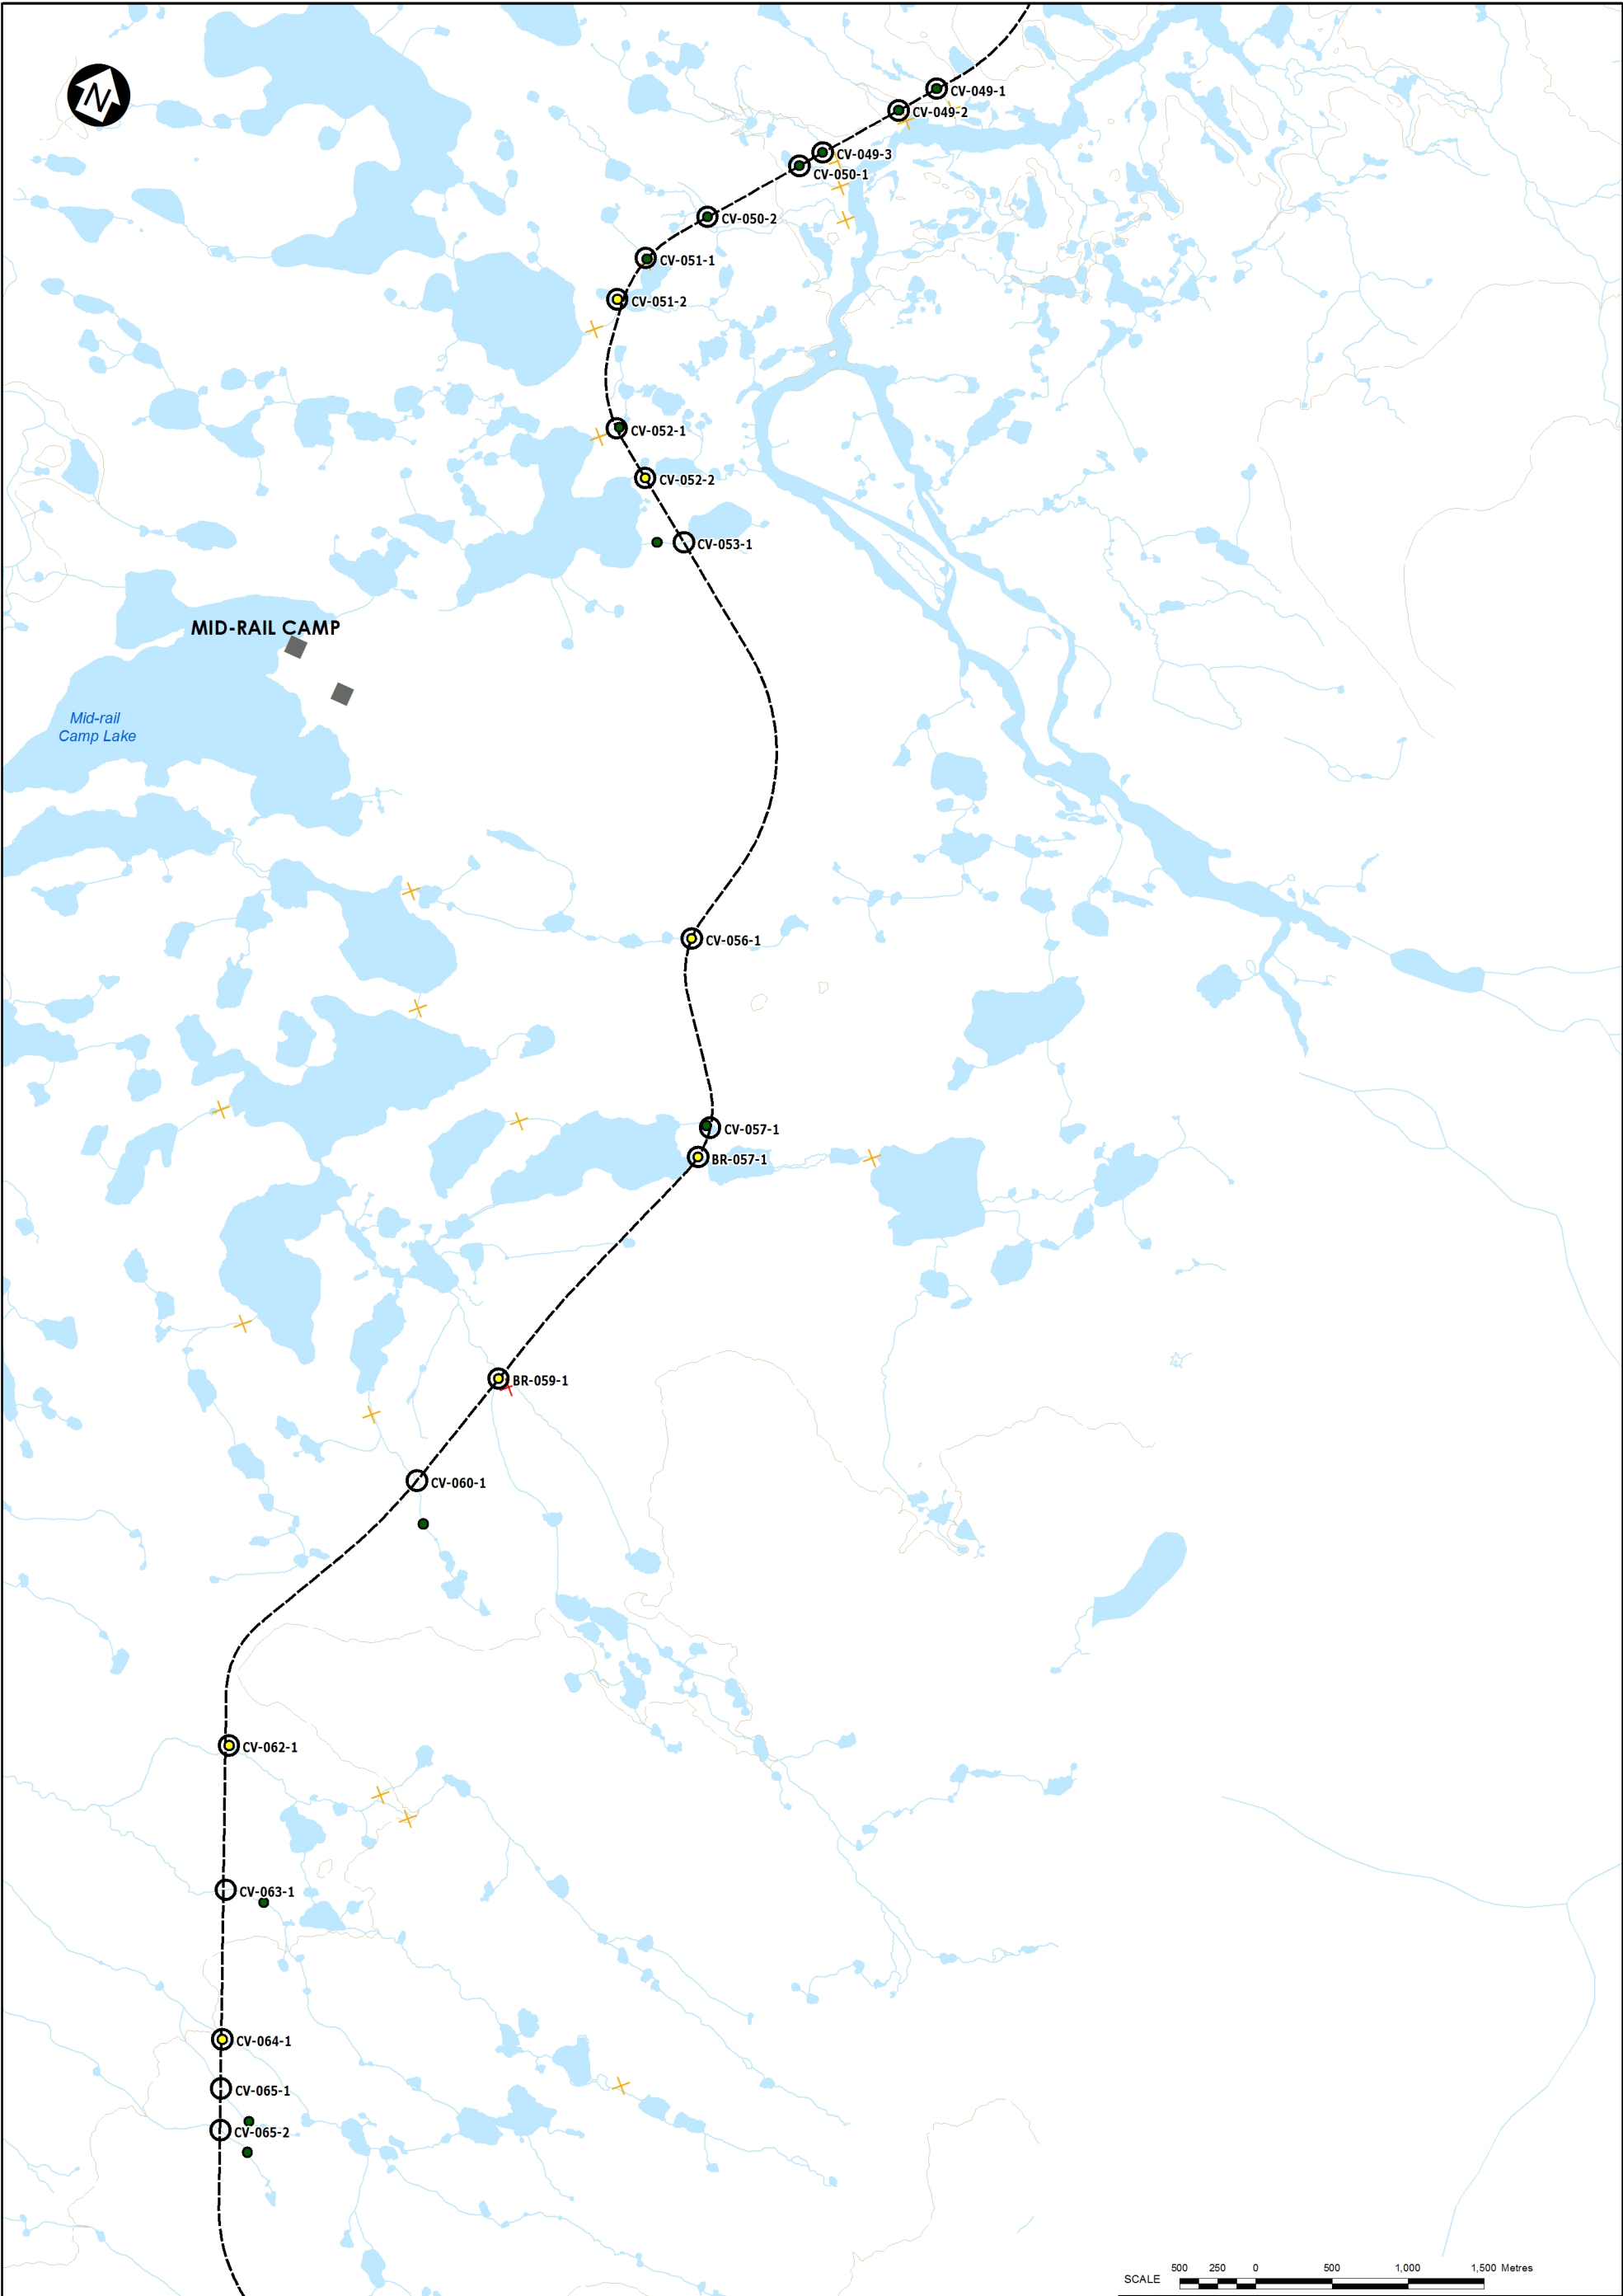 N
CV-049-1
CV-049-2
CV-049-3
CV-050-1
CV-050-2
CV-051-1
CV-051-2
CV-052-1
CV-052-2
CV-053-1
MID-RAIL CAMP
Mid-rail
Camp Lake
CV-056-1
CV-057-1
BR-057-1
BR-059-1
CV-060-1
CV-062-1
CV-063-1
CV-064-1
CV-065-1
CV-065-2
500 250 0 500 1,000 1,500 Metres
SCALE